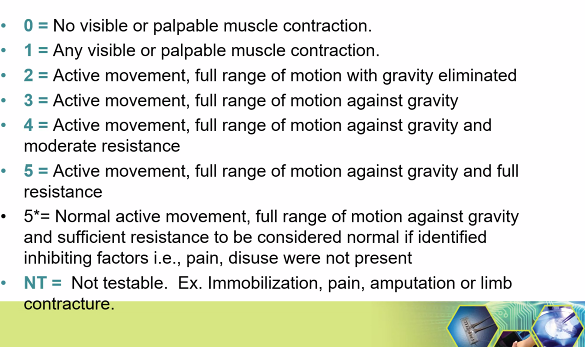 • 0 = No visible or palpable muscle contraction.
• 1 = Any visible or palpable muscle contraction.
• 2 = Active movement, full range of motion with gravity eliminated
• 3 = Active movement, full range of motion against gravity
• 4 = Active movement, full range of motion against gravity and
moderate resistance
• 5 = Active movement, full range of motion against gravity and full
resistance
• 5*= Normal active movement, full range of motion against gravity
and sufficient resistance to be considered normal if identified
inhibiting factors i.e., pain, disuse were not present
• NT = Not testable. Ex. Immobilization, pain, amputation or limb
contracture.